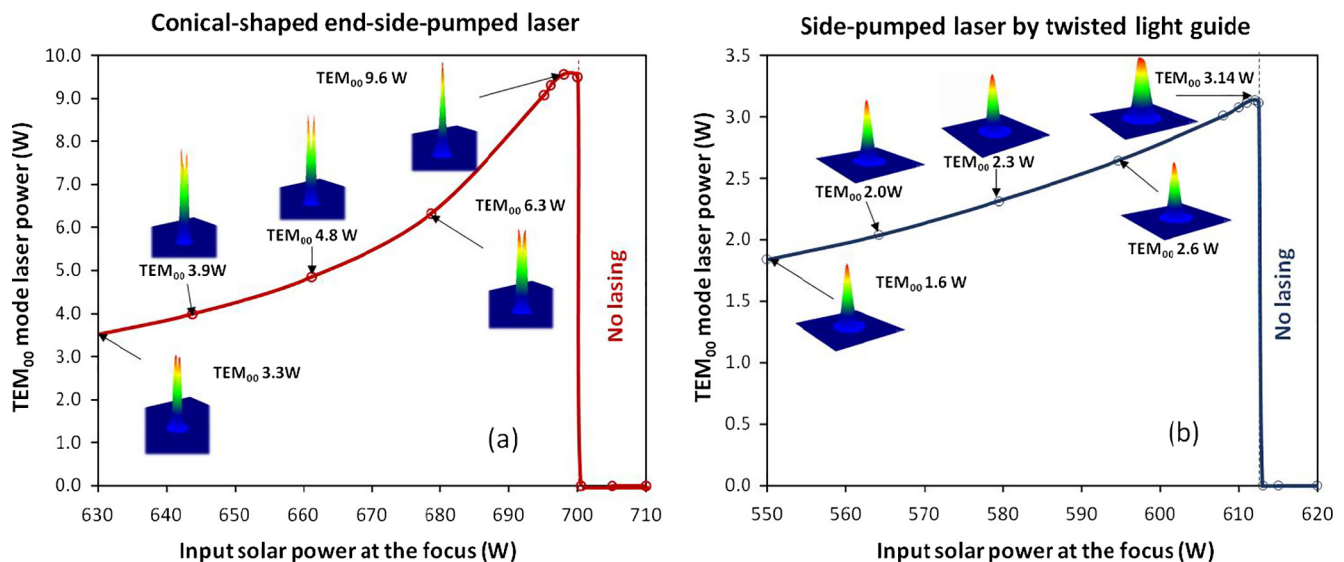 Conical-shaped end-side-pumped laser
TEM₀₀ mode laser power (W)
10.0
9.0
8.0
7.0
6.0
5.0
4.0
3.0
2.0
1.0
0.0
TEM₀₀ 9.6 W
TEM₀₀ 6.3 W
TEM₀₀ 4.8 W
TEM₀₀ 3.9W
TEM₀₀ 3.3W
No lasing
(a)
630 640 650 660 670 680 690 700 710
Input solar power at the focus (W)
Side-pumped laser by twisted light guide
TEM₀₀ mode laser power (W)
3.5
3.0
2.5
2.0
1.5
1.0
0.5
0.0
TEM₀₀ 3.14 W
TEM₀₀ 2.3 W
TEM₀₀ 2.0W
TEM₀₀ 2.6 W
TEM₀₀ 1.6 W
No lasing
(b)
550 560 570 580 590 600 610 620
Input solar power at the focus (W)